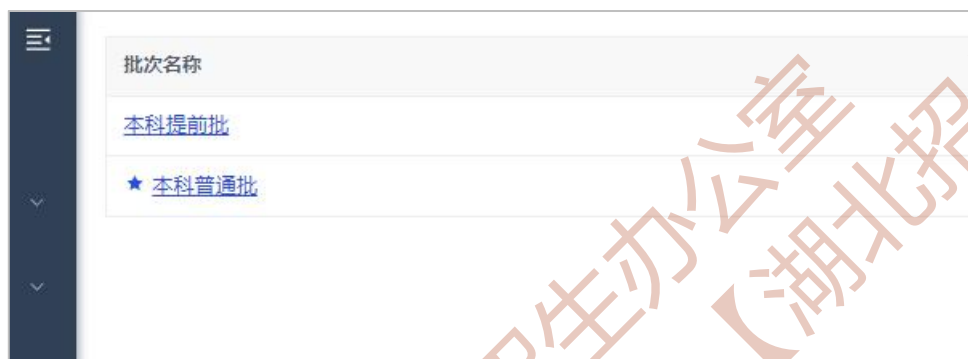 批次名称
本科提前批
★ 本科普通批
招生办公室
【湖北招